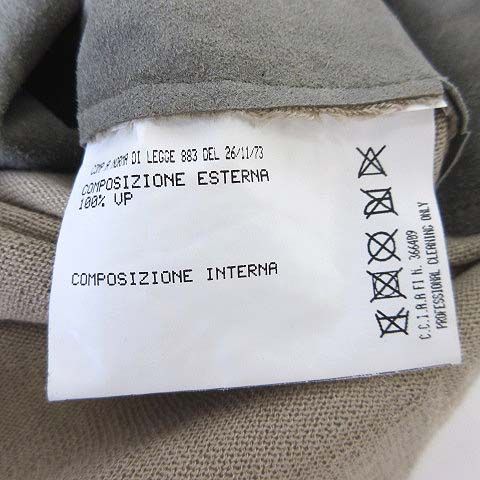 COMP.A NORMA DI LEGGE 883 DEL 26/11/73
COMPOSIZIONE ESTERNA
100% VP
COMPOSIZIONE INTERNA
C.C.I.A.A FI N. 366409
PROFESSIONAL CLEANING ONLY